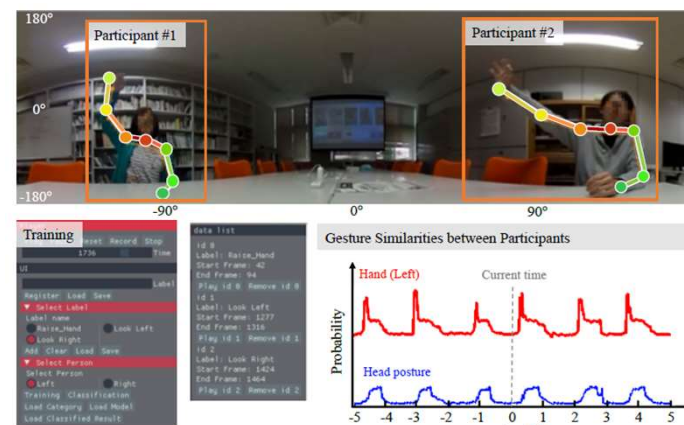 180°
Participant #1
Participant #2
0°
-180°
-90°
0°
90°
Training
Reset Record Stop
1736 Time
UI
Label
Register Load Save
Select Label
Label name
Raise_Hand Look Left
Look Right
Add Clear Load Save
Select Person
Select Person
Left Right
Training Classification
Load Category Load Model
Load Classified Result
data list
id 0
Label: Raise_Hand
Start Frame: 42
End Frame: 94
Play id 0 Remove id 0
id 1
Label: Look Left
Start Frame: 1277
End Frame: 1316
Play id 1 Remove id 1
id 2
Label: Look Right
Start Frame: 1424
End Frame: 1464
Play id 2 Remove id 2
Gesture Similarities between Participants
Hand (Left)
Current time
Probability
Head posture
-5 -4 -3 -2 -1 0 1 2 3 4 5